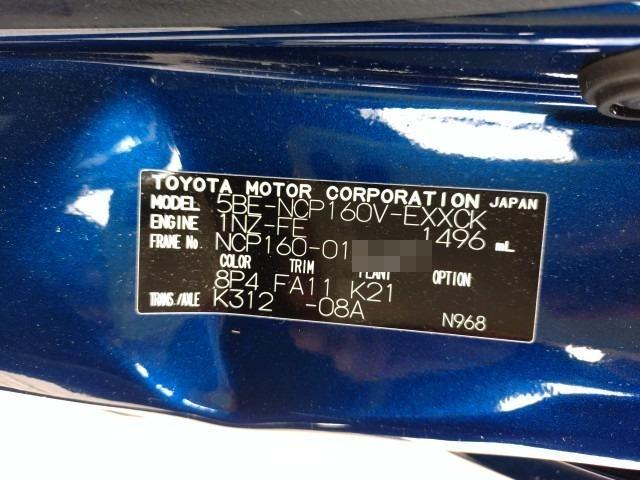 TOYOTA MOTOR CORPORATION JAPAN
MODEL 5BE-NCP160V-EXXCK
ENGINE 1NZ-FE 1496 mL
FRAME No. NCP160-01
COLOR TRIM PLANT OPTION
8P4 FA11 K21
TRANS./AXLE K312 -08A N968